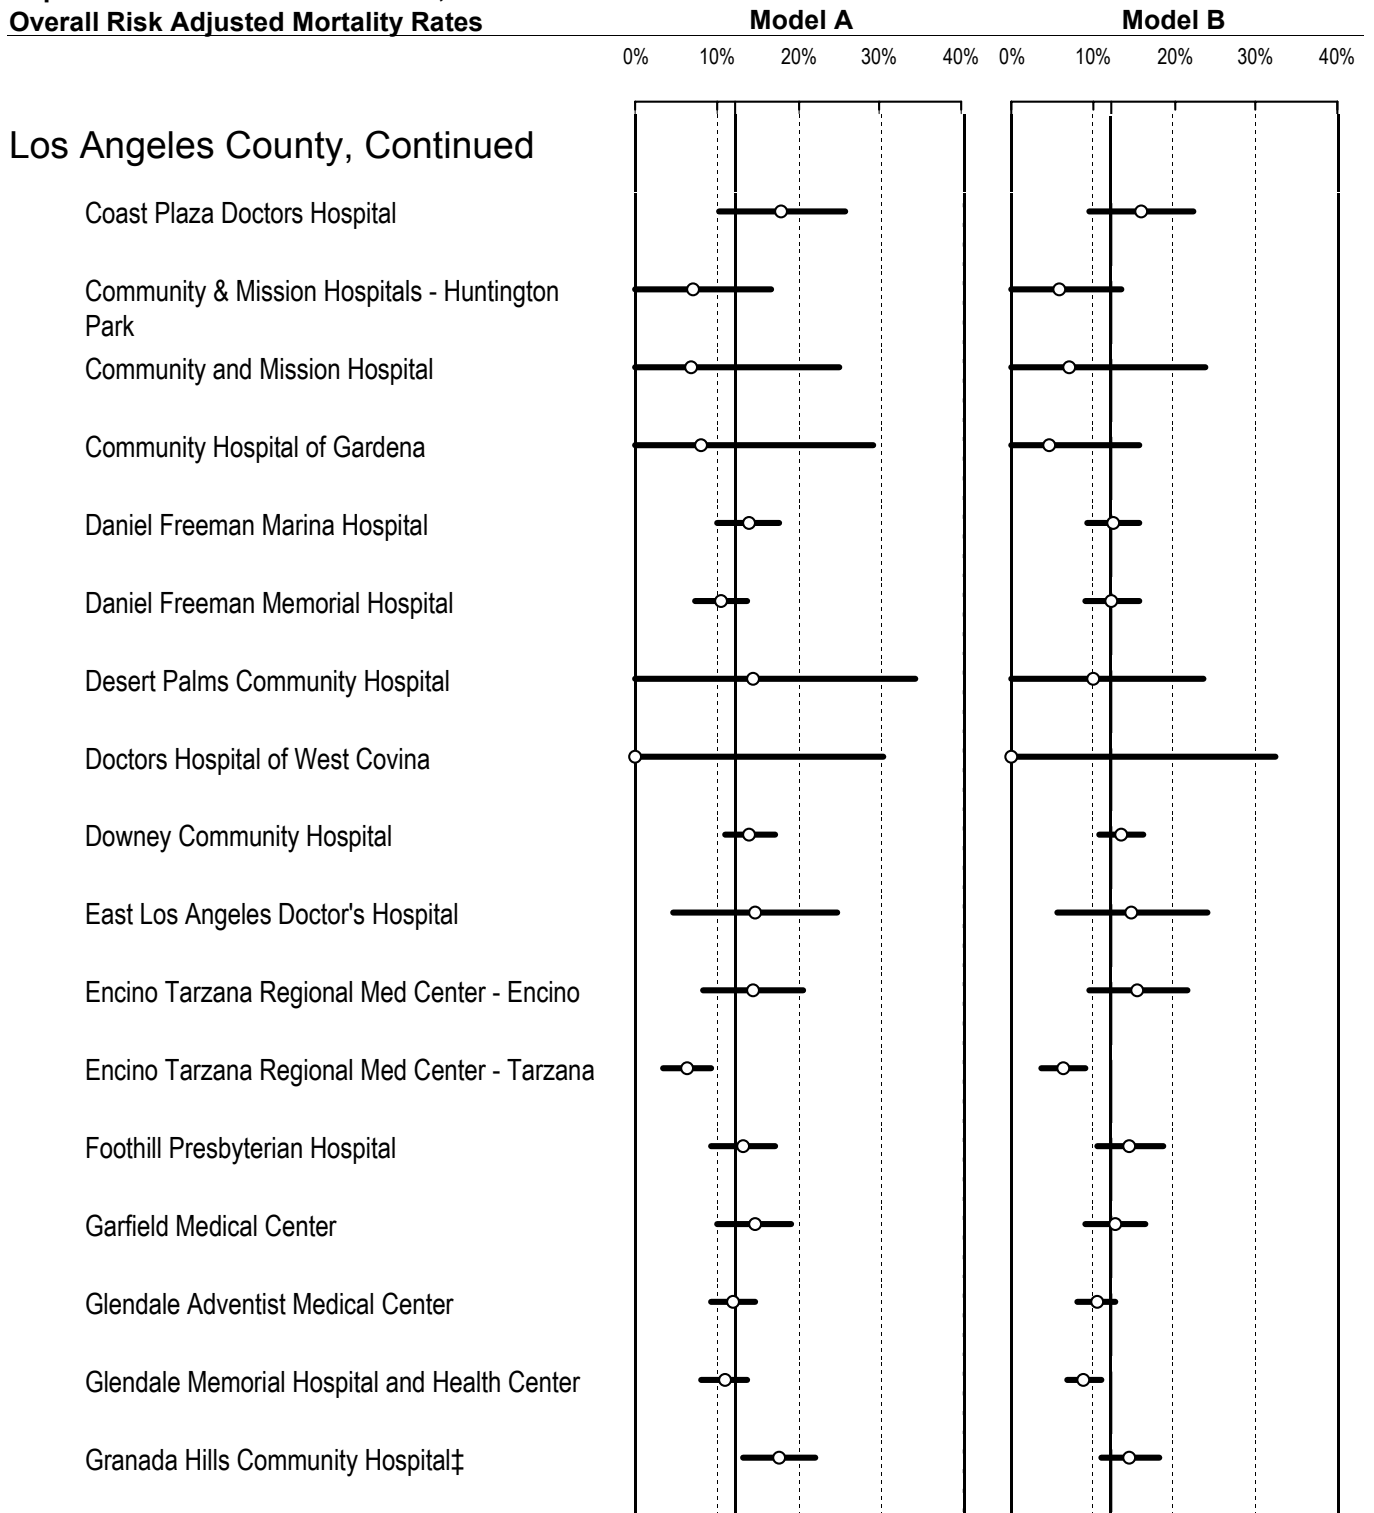 Overall Risk Adjusted Mortality Rates Model A Model B
0% 10% 20% 30% 40% 0% 10% 20% 30% 40%
Los Angeles County, Continued
Coast Plaza Doctors Hospital
Community & Mission Hospitals - Huntington
Park
Community and Mission Hospital
Community Hospital of Gardena
Daniel Freeman Marina Hospital
Daniel Freeman Memorial Hospital
Desert Palms Community Hospital
Doctors Hospital of West Covina
Downey Community Hospital
East Los Angeles Doctor's Hospital
Encino Tarzana Regional Med Center - Encino
Encino Tarzana Regional Med Center - Tarzana
Foothill Presbyterian Hospital
Garfield Medical Center
Glendale Adventist Medical Center
Glendale Memorial Hospital and Health Center
Granada Hills Community Hospital‡